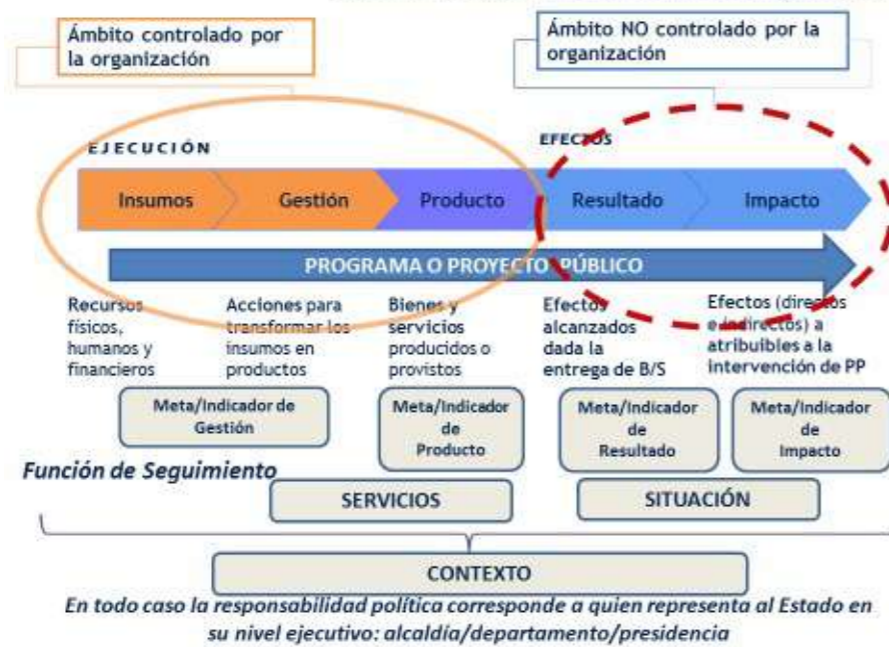 Ámbito controlado por
la organización
Ámbito NO controlado por la
organización
EJECUCIÓN
EFECTOS
Insumos
Gestión
Producto
Resultado
Impacto
PROGRAMA O PROYECTO PÚBLICO
Recursos
físicos,
humanos y
financieros
Acciones para
transformar los
insumos en
productos
Bienes y
servicios
producidos o
provistos
Efectos
alcanzados
dada la
entrega de B/S
Efectos (directos
e indirectos) a
atribuibles a la
intervención de PP
Meta/Indicador de
Gestión
Meta/Indicador
de
Producto
Meta/Indicador
de
Resultado
Meta/Indicador
de
Impacto
Función de Seguimiento
SERVICIOS
SITUACIÓN
CONTEXTO
En todo caso la responsabilidad política corresponde a quien representa al Estado en
su nivel ejecutivo: alcaldía/departamento/presidencia